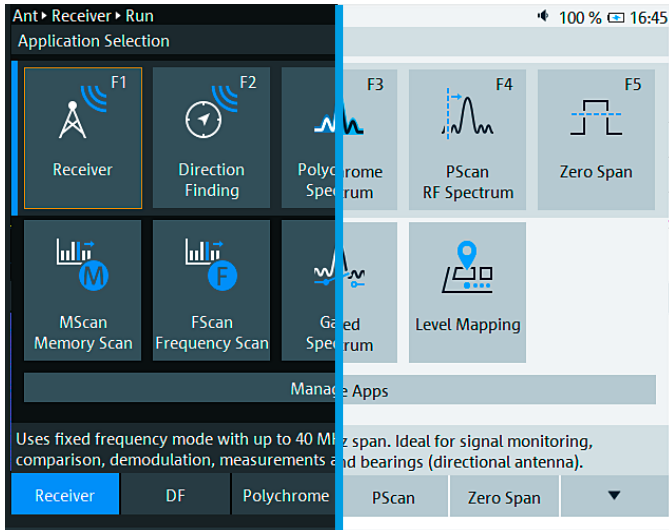 Ant ▸ Receiver ▸ Run 100 % 16:45
Application Selection
F1 F2 F3 F4 F5
Receiver Direction Finding Polychrome Spectrum PScan RF Spectrum Zero Span
M F
MScan Memory Scan FScan Frequency Scan Gated Spectrum Level Mapping
Manage Apps
Uses fixed frequency mode with up to 40 MHz span. Ideal for signal monitoring,
comparison, demodulation, measurements and bearings (directional antenna).
Receiver DF Polychrome PScan Zero Span ▼